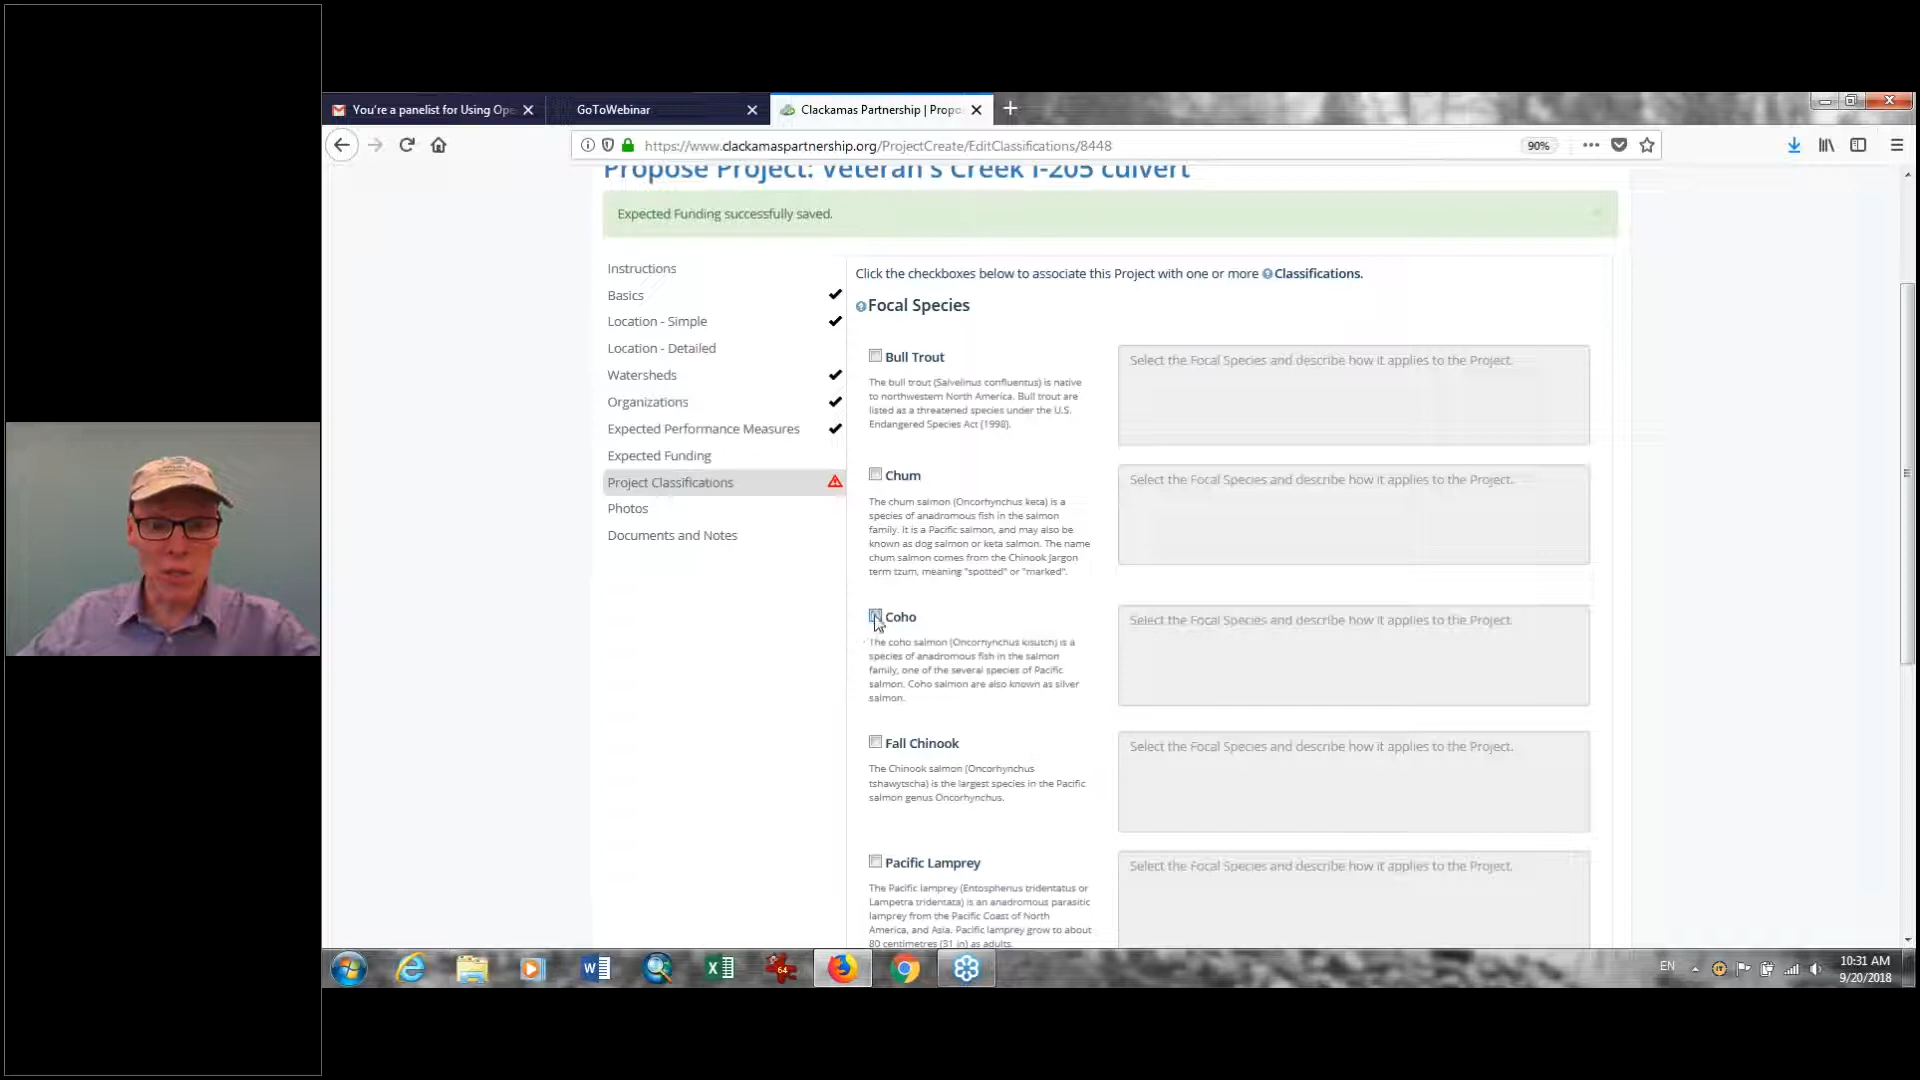 You're a panelist for Using Ope
GoToWebinar
Clackamas Partnership | Propo
https://www.clackamaspartnership.org/ProjectCreate/EditClassifications/8448
90%
Propose Project: Veteran's Creek I-205 culvert
Expected Funding successfully saved.
Instructions
Basics
Location - Simple
Location - Detailed
Watersheds
Organizations
Expected Performance Measures
Expected Funding
Project Classifications
Photos
Documents and Notes
Click the checkboxes below to associate this Project with one or more Classifications.
Focal Species
Bull Trout
The bull trout (Salvelinus confluentus) is native
to northwestern North America. Bull trout are
listed as a threatened species under the U.S.
Endangered Species Act (1998).
Select the Focal Species and describe how it applies to the Project.
Chum
The chum salmon (Oncorhynchus keta) is a
species of anadromous fish in the salmon
family. It is a Pacific salmon, and may also be
known as dog salmon or keta salmon. The name
chum salmon comes from the Chinook Jargon
term tzum, meaning "spotted" or "marked".
Select the Focal Species and describe how it applies to the Project.
Coho
The coho salmon (Oncorhynchus kisutch) is a
species of anadromous fish in the salmon
family, one of the several species of Pacific
salmon. Coho salmon are also known as silver
salmon.
Select the Focal Species and describe how it applies to the Project.
Fall Chinook
The Chinook salmon (Oncorhynchus
tshawytscha) is the largest species in the Pacific
salmon genus Oncorhynchus.
Select the Focal Species and describe how it applies to the Project.
Pacific Lamprey
The Pacific lamprey (Entosphenus tridentatus or
Lampetra tridentata) is an anadromous parasitic
lamprey from the Pacific Coast of North
America, and Asia. Pacific lamprey grow to about
80 centimetres (31 in) as adults.
Select the Focal Species and describe how it applies to the Project.
64
EN
10:31 AM
9/20/2018